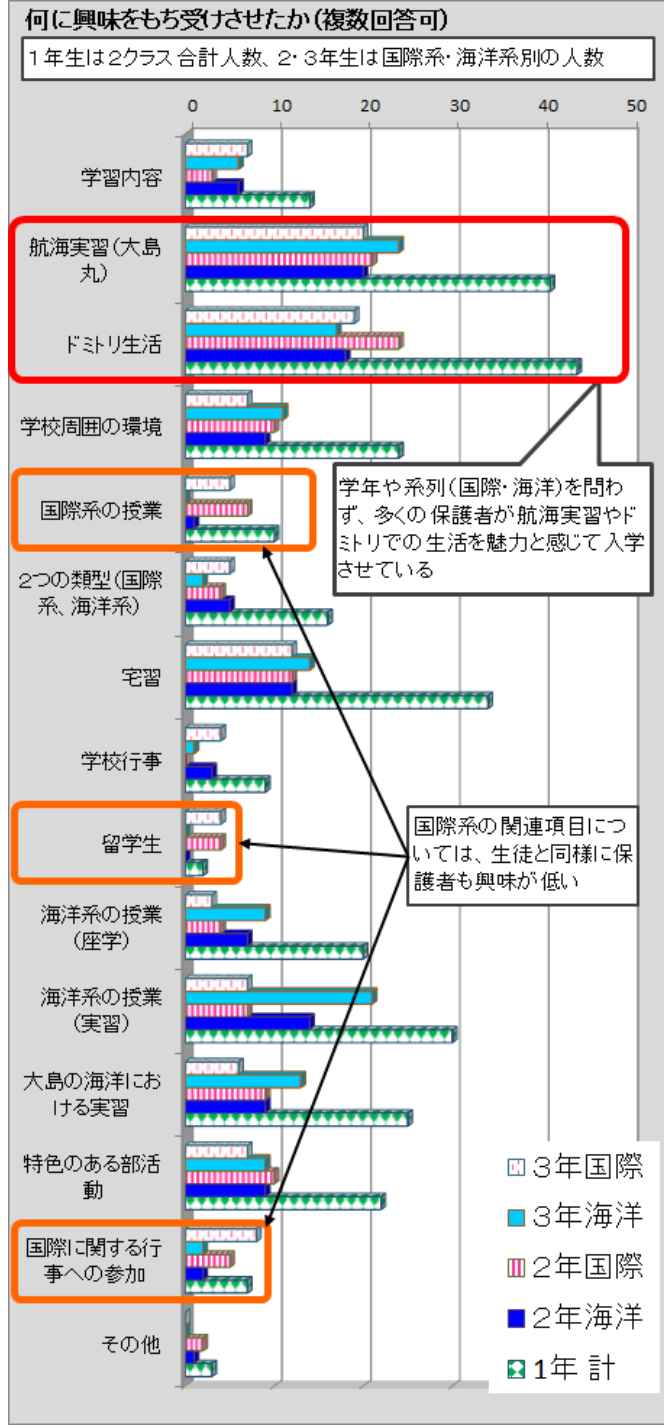 何に興味をもち受けさせたか(複数回答可)
1年生は2クラス合計人数、2・3年生は国際系・海洋系別の人数
0 10 20 30 40 50
学習内容
航海実習(大島
丸)
ドミトリ生活
学校周囲の環境
国際系の授業
学年や系列(国際・海洋)を問わ
ず、多くの保護者が航海実習やド
ミトリでの生活を魅力と感じて入学
させている
2つの類型(国際
系、海洋系)
宅習
学校行事
留学生
国際系の関連項目につ
いては、生徒と同様に保
護者も興味が低い
海洋系の授業
(座学)
海洋系の授業
(実習)
大島の海洋にお
ける実習
特色のある部活
動
国際に関する行
事への参加
その他
3年国際
3年海洋
2年国際
2年海洋
1年 計